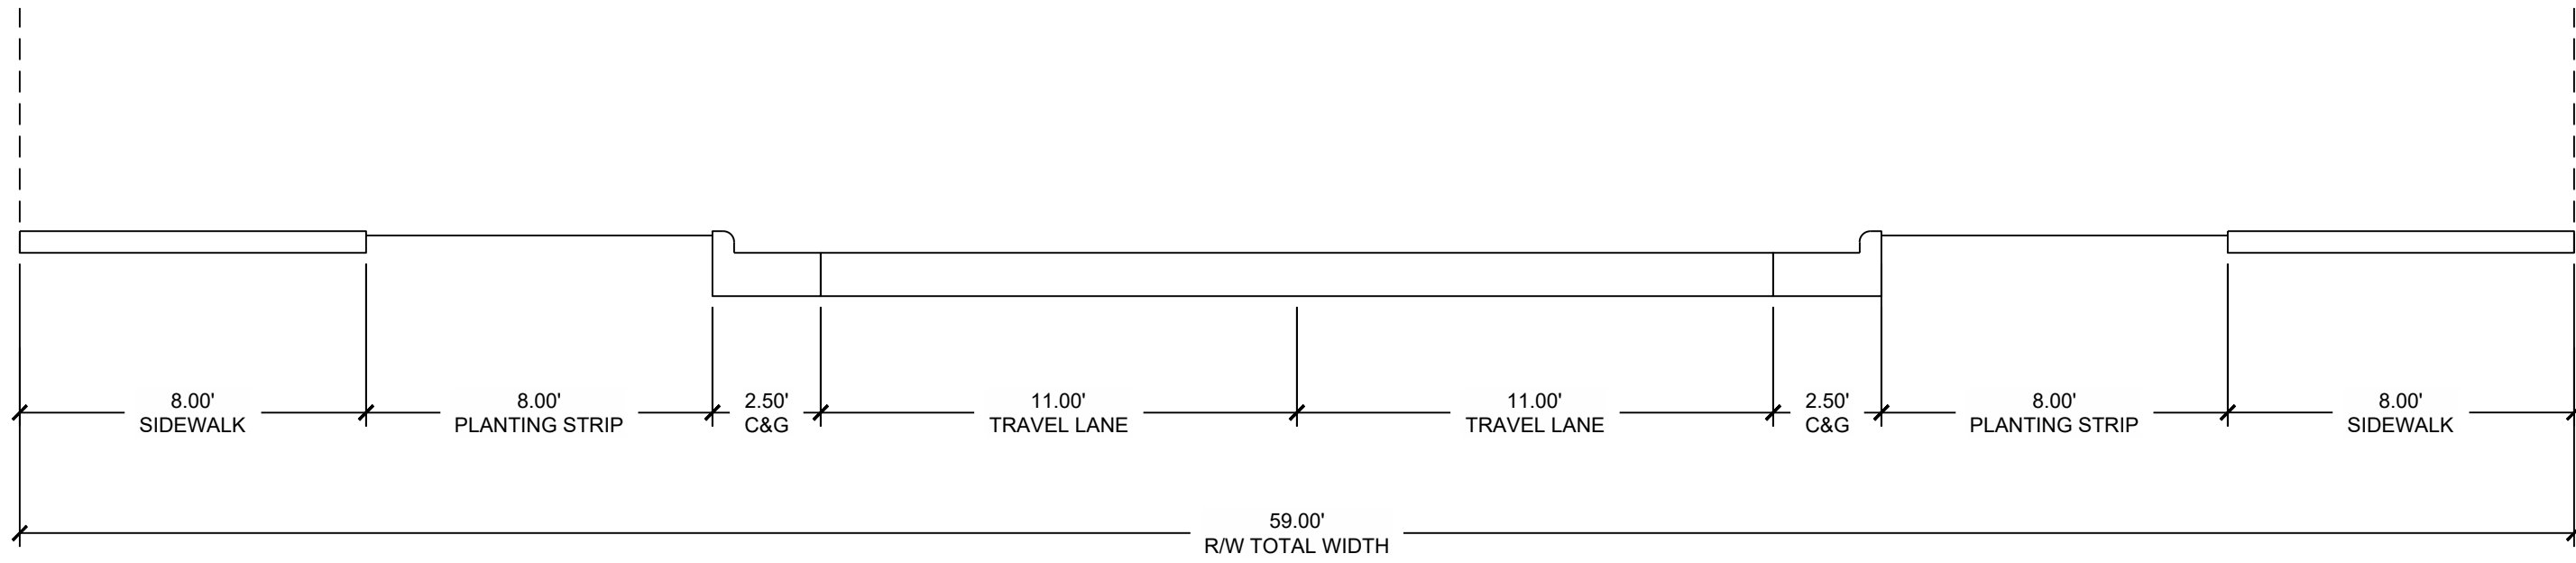 8.00'
SIDEWALK
8.00'
PLANTING STRIP
2.50'
C&G
11.00'
TRAVEL LANE
11.00'
TRAVEL LANE
2.50'
C&G
8.00'
PLANTING STRIP
8.00'
SIDEWALK
59.00'
R/W TOTAL WIDTH